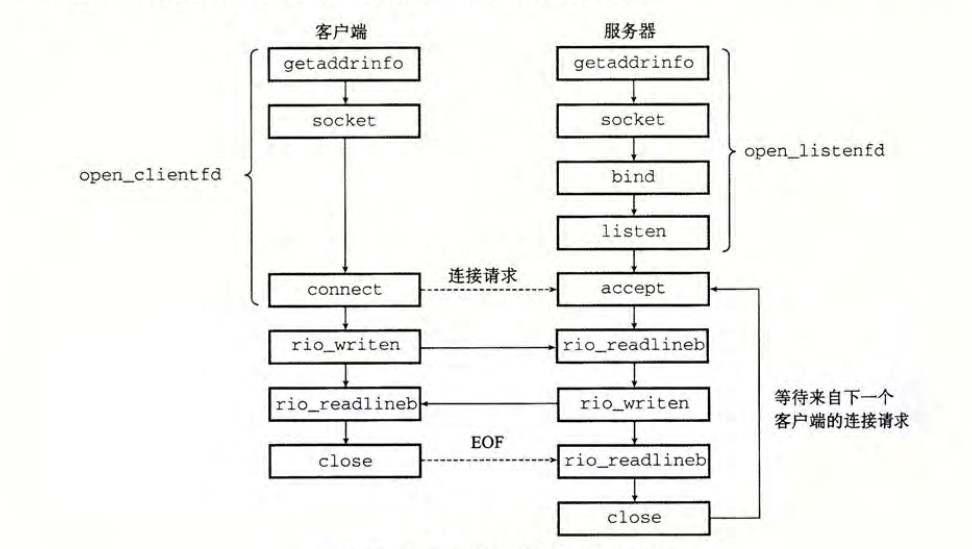 客户端
服务器
getaddrinfo
getaddrinfo
socket
socket
open_clientfd
open_listenfd
bind
listen
连接请求
connect
accept
rio_writen
rio_readlineb
rio_readlineb
rio_writen
等待来自下一个
客户端的连接请求
EOF
close
rio_readlineb
close